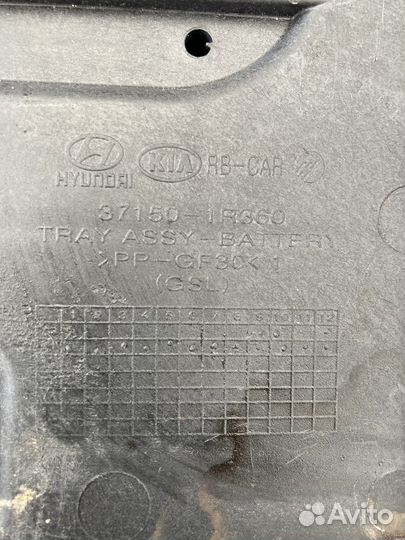 HYUNDAI KIA RB-CAR
37150-1R360
TRAY ASSY-BATTERY
>PP-GF30<1
(GSL)
1 2 3 4 5 6 7 8 9 10 11 12
Avito